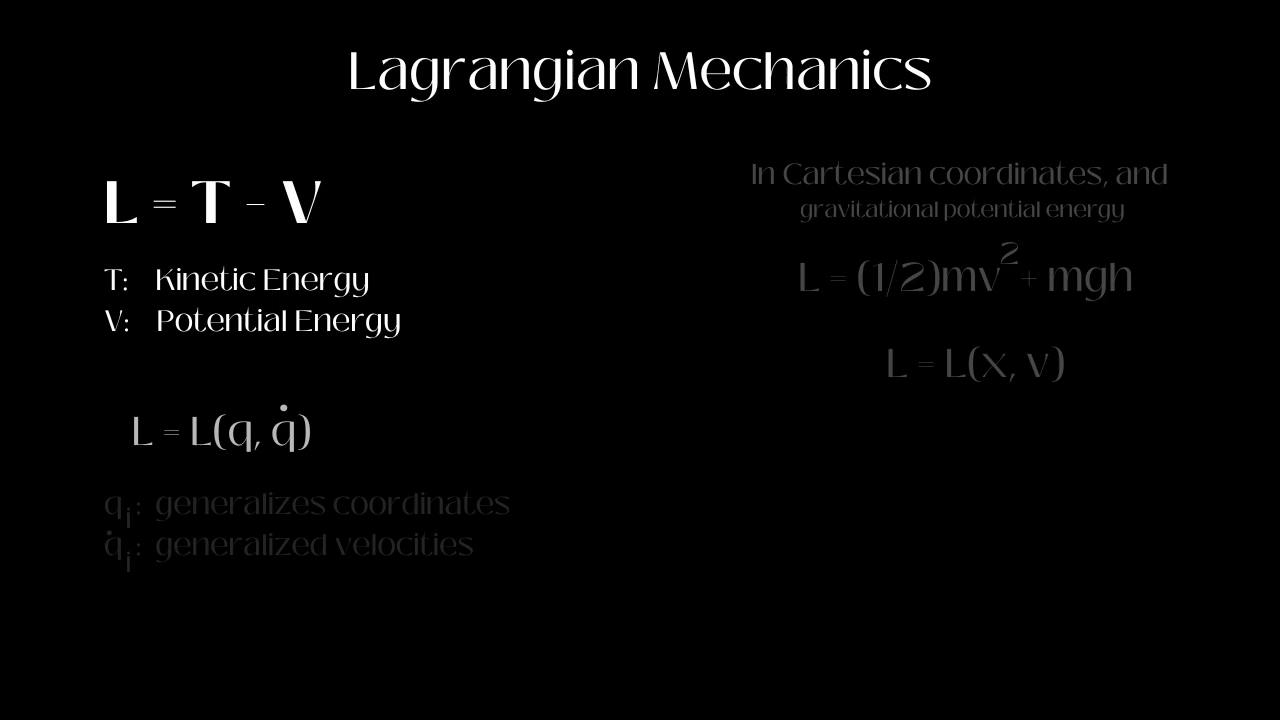 Lagrangian Mechanics
L = T - V
T: Kinetic Energy
V: Potential Energy
L = L(q, q̇)
qᵢ: generalizes coordinates
q̇ᵢ: generalized velocities
In Cartesian coordinates, and
gravitational potential energy
L = (1/2)mv² + mgh
L = L(x, v)